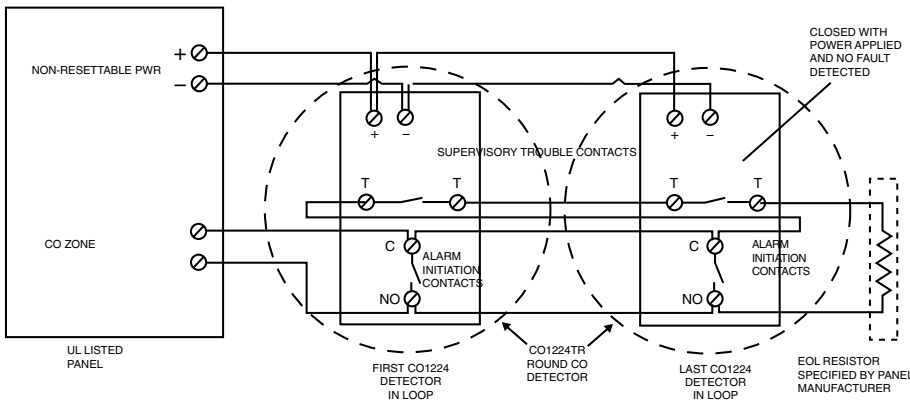 CLOSED WITH
POWER APPLIED
AND NO FAULT
DETECTED
+
NON-RESETTABLE PWR
–
+ –
+ –
SUPERVISORY TROUBLE CONTACTS
T T
T T
CO ZONE
C
ALARM
INITIATION
CONTACTS
NO
C
ALARM
INITIATION
CONTACTS
NO
UL LISTED
PANEL
FIRST CO1224
DETECTOR
IN LOOP
CO1224TR
ROUND CO
DETECTOR
LAST CO1224
DETECTOR
IN LOOP
EOL RESISTOR
SPECIFIED BY PANEL
MANUFACTURER